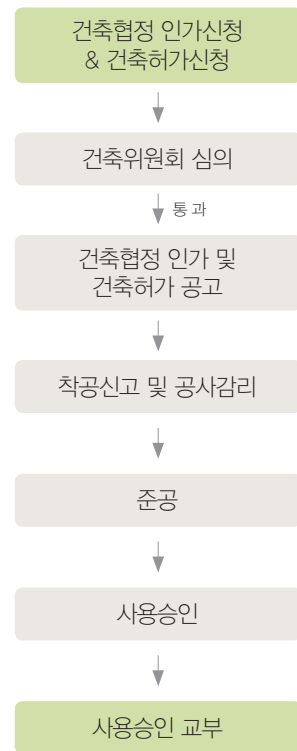 건축협정 인가신청
& 건축허가신청
건축위원회 심의
통과
건축협정 인가 및
건축허가 공고
착공신고 및 공사감리
준공
사용승인
사용승인 교부